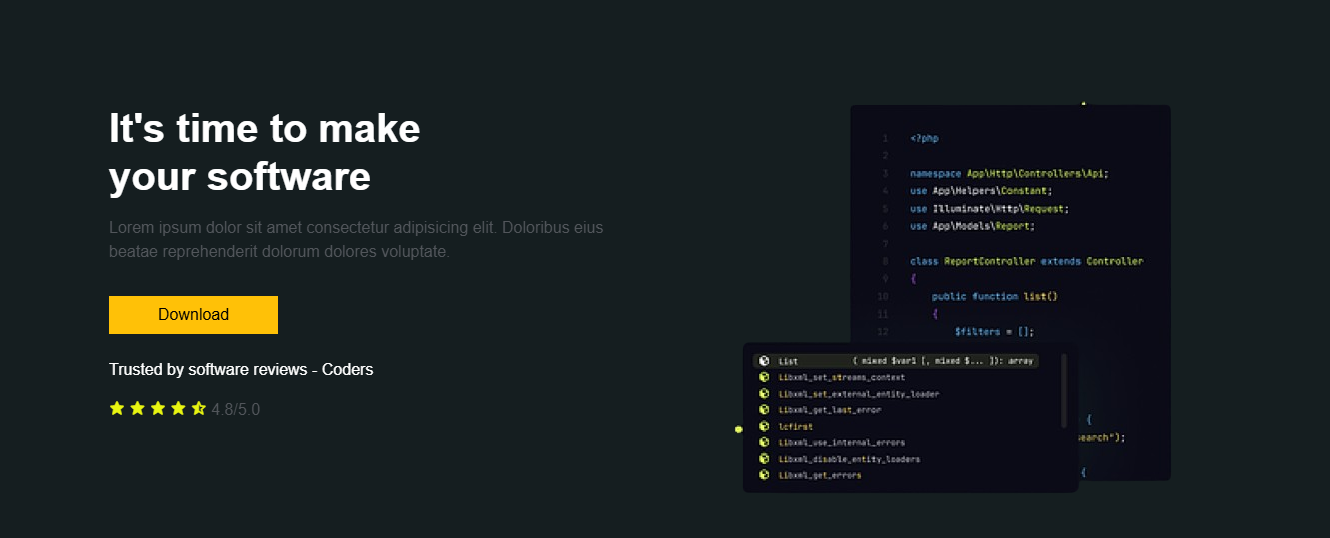 It's time to make
your software
Lorem ipsum dolor sit amet consectetur adipisicing elit. Doloribus eius
beatae reprehenderit dolorum dolores voluptate.
Download
Trusted by software reviews - Coders
4.8/5.0
1 <?php
2
3 namespace App\Http\Controllers\Api;
4 use App\Helpers\Constant;
5 use Illuminate\Http\Request;
6 use App\Models\Report;
7
8 class ReportController extends Controller
9 {
10 public function list()
11 {
12 $filters = [];
{
search");
{
List ( mixed $var1 [, mixed $... ]): array
Libxml_set_streams_context
Libxml_set_external_entity_loader
Libxml_get_last_error
lcfirst
Libxml_use_internal_errors
Libxml_disable_entity_loaders
Libxml_get_errors